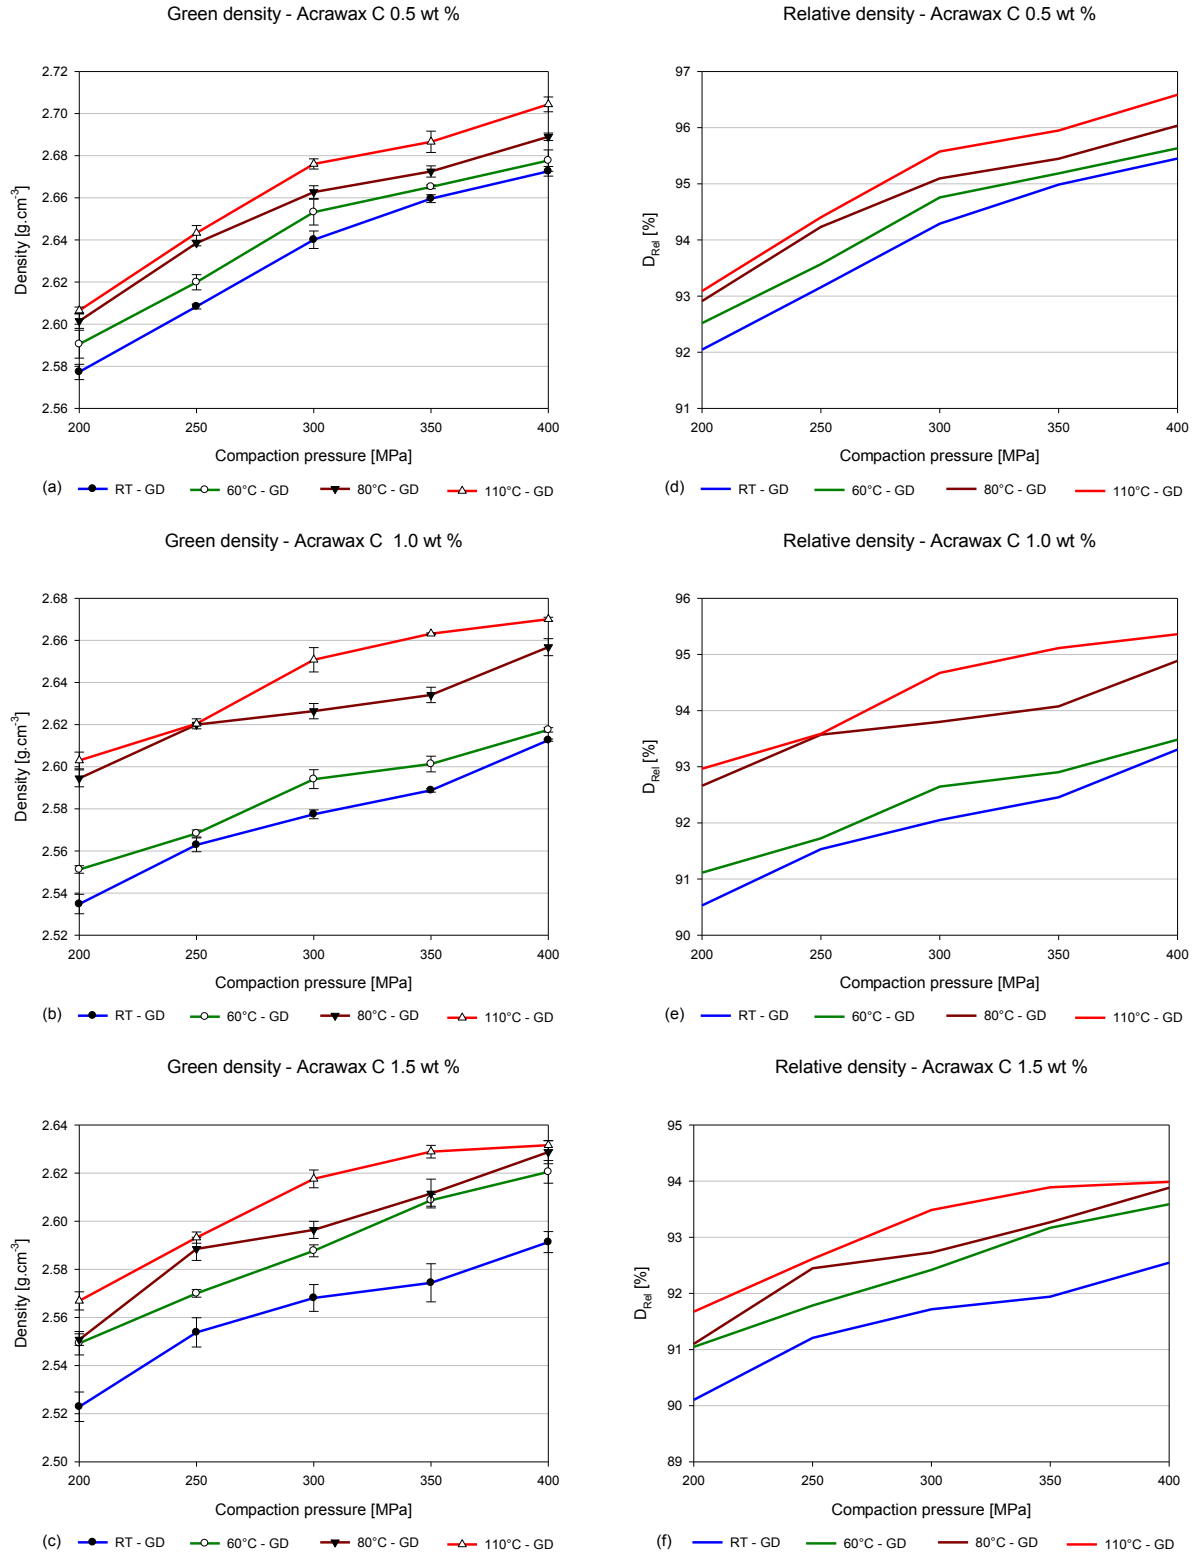 Green density - Acrawax C 0.5 wt %
2.72
2.70
2.68
2.66
2.64
2.62
2.60
2.58
2.56
Density [g.cm-3]
200 250 300 350 400
Compaction pressure [MPa]
(a) RT - GD 60°C - GD 80°C - GD 110°C - GD
Relative density - Acrawax C 0.5 wt %
97
96
95
94
93
92
91
DRel [%]
200 250 300 350 400
Compaction pressure [MPa]
(d) RT - GD 60°C - GD 80°C - GD 110°C - GD
Green density - Acrawax C 1.0 wt %
2.68
2.66
2.64
2.62
2.60
2.58
2.56
2.54
2.52
Density [g.cm-3]
200 250 300 350 400
Compaction pressure [MPa]
(b) RT - GD 60°C - GD 80°C - GD 110°C - GD
Relative density - Acrawax C 1.0 wt %
96
95
94
93
92
91
90
DRel [%]
200 250 300 350 400
Compaction pressure [MPa]
(e) RT - GD 60°C - GD 80°C - GD 110°C - GD
Green density - Acrawax C 1.5 wt %
2.64
2.62
2.60
2.58
2.56
2.54
2.52
2.50
Density [g.cm-3]
200 250 300 350 400
Compaction pressure [MPa]
(c) RT - GD 60°C - GD 80°C - GD 110°C - GD
Relative density - Acrawax C 1.5 wt %
95
94
93
92
91
90
89
DRel [%]
200 250 300 350 400
Compaction pressure [MPa]
(f) RT - GD 60°C - GD 80°C - GD 110°C - GD